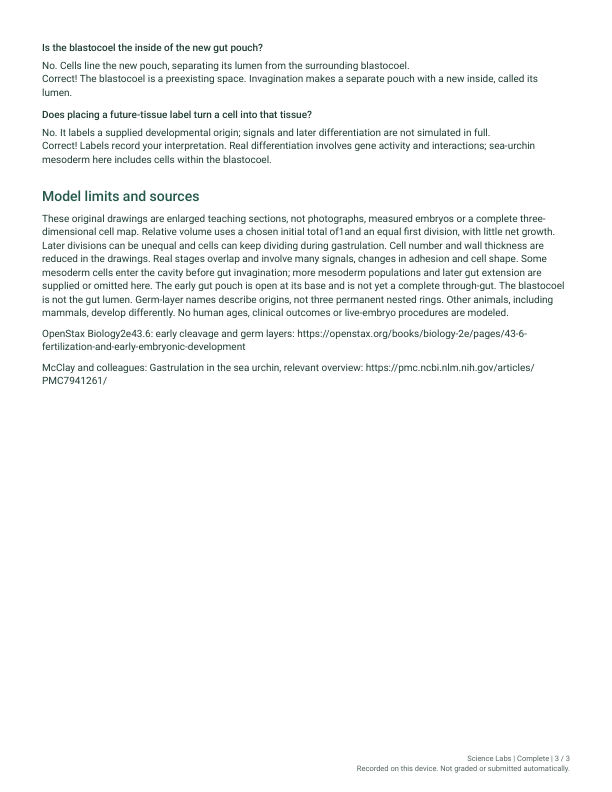 Is the blastocoel the inside of the new gut pouch?
No. Cells line the new pouch, separating its lumen from the surrounding blastocoel.
Correct! The blastocoel is a preexisting space. Invagination makes a separate pouch with a new inside, called its
lumen.
Does placing a future-tissue label turn a cell into that tissue?
No. It labels a supplied developmental origin; signals and later differentiation are not simulated in full.
Correct! Labels record your interpretation. Real differentiation involves gene activity and interactions; sea-urchin
mesoderm here includes cells within the blastocoel.
Model limits and sources
These original drawings are enlarged teaching sections, not photographs, measured embryos or a complete three-
dimensional cell map. Relative volume uses a chosen initial total of1and an equal first division, with little net growth.
Later divisions can be unequal and cells can keep dividing during gastrulation. Cell number and wall thickness are
reduced in the drawings. Real stages overlap and involve many signals, changes in adhesion and cell shape. Some
mesoderm cells enter the cavity before gut invagination; more mesoderm populations and later gut extension are
supplied or omitted here. The early gut pouch is open at its base and is not yet a complete through-gut. The blastocoel
is not the gut lumen. Germ-layer names describe origins, not three permanent nested rings. Other animals, including
mammals, develop differently. No human ages, clinical outcomes or live-embryo procedures are modeled.
OpenStax Biology2e43.6: early cleavage and germ layers: https://openstax.org/books/biology-2e/pages/43-6-
fertilization-and-early-embryonic-development
McClay and colleagues: Gastrulation in the sea urchin, relevant overview: https://pmc.ncbi.nlm.nih.gov/articles/
PMC7941261/
Science Labs | Complete | 3 / 3
Recorded on this device. Not graded or submitted automatically.